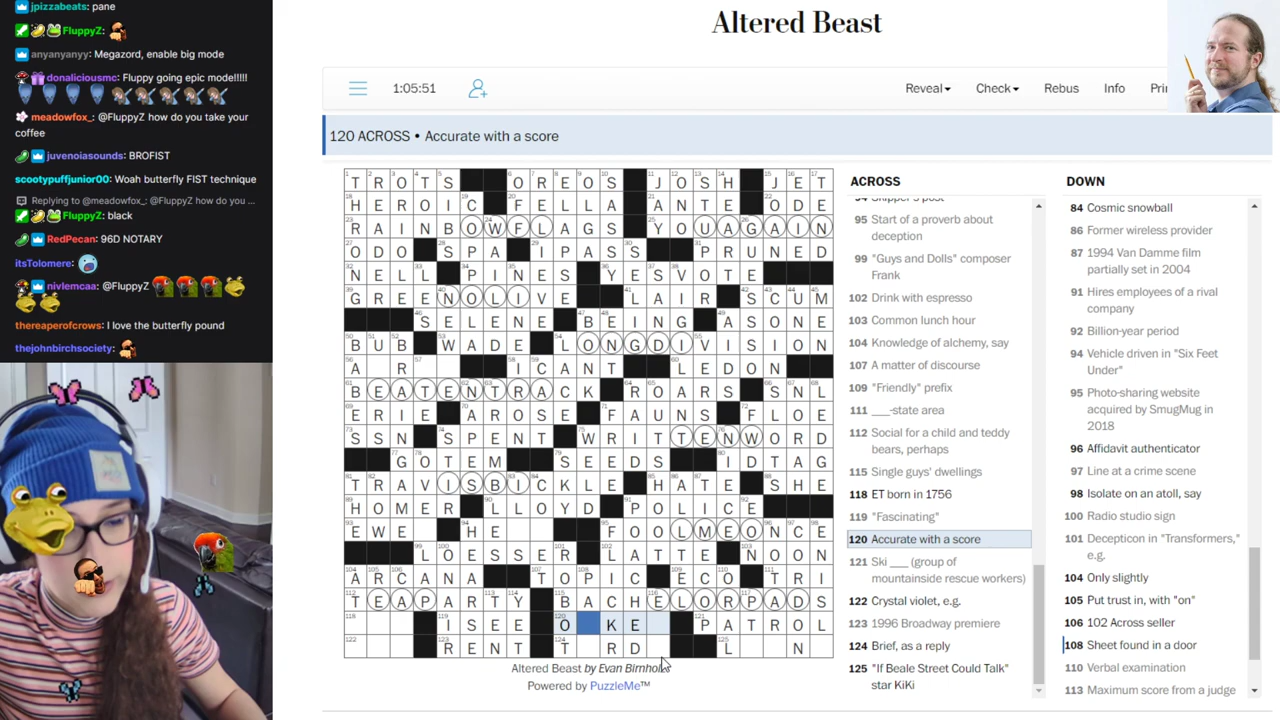 jpizzabeats: pane
FluppyZ:
anyanyanyy: Megazord, enable big mode
donaliciousmc: Fluppy going epic mode!!!!!
meadowfox_: @FluppyZ how do you take your
coffee
juvenoiasounds: BROFIST
scootypuffjunior00: Woah butterfly FIST technique
Replying to @meadowfox_: @FluppyZ how do you ...
FluppyZ: black
RedPecan: 96D NOTARY
itsTolomere:
nivlemcaa: @FluppyZ
thereaperofcrows: I love the butterfly pound
thejohnbirchsociety:
Altered Beast
1:05:51 Reveal Check Rebus Info Pri
120 ACROSS • Accurate with a score
T R O T S O R E O S J O S H J E T
H E R O I C F E L L A A N T E O D E
R A I N B O W F L A G S Y O U A G A I N
O D O S P A I P A S S P R U N E D
N E L L P I N E S Y E S V O T E
G R E E N O L I V E L A I R S C U M
S E L E N E B E I N G A S O N E
B U B W A D E L O N G D I V I S I O N
A R I C A N T L E D O N
B E A T E N T R A C K R O A R S S N L
E R I E A R O S E F A U N S F L O E
S S N S P E N T W R I T T E N W O R D
G O T E M S E E D S I D T A G
T R A V I S B I C K L E H A T E S H E
H O M E R L L O Y D P O L I C E
E W E H E F O O L M E O N C E
L O E S S E R L A T T E N O O N
A R C A N A T O P I C E C O T R I
T E A P A R T Y B A C H E L O R P A D S
I S E E O K E P A T R O L
R E N T T R D L N
Altered Beast by Evan Birnhol
Powered by PuzzleMe™
ACROSS
94 Skipper's post
95 Start of a proverb about
deception
99 "Guys and Dolls" composer
Frank
102 Drink with espresso
103 Common lunch hour
104 Knowledge of alchemy, say
107 A matter of discourse
109 "Friendly" prefix
111 ___-state area
112 Social for a child and teddy
bears, perhaps
115 Single guys' dwellings
118 ET born in 1756
119 "Fascinating"
120 Accurate with a score
121 Ski ___ (group of
mountainside rescue workers)
122 Crystal violet, e.g.
123 1996 Broadway premiere
124 Brief, as a reply
125 "If Beale Street Could Talk"
star KiKi
DOWN
84 Cosmic snowball
86 Former wireless provider
87 1994 Van Damme film
partially set in 2004
91 Hires employees of a rival
company
92 Billion-year period
94 Vehicle driven in "Six Feet
Under"
95 Photo-sharing website
acquired by SmugMug in
2018
96 Affidavit authenticator
97 Line at a crime scene
98 Isolate on an atoll, say
100 Radio studio sign
101 Decepticon in "Transformers,"
e.g.
104 Only slightly
105 Put trust in, with "on"
106 102 Across seller
108 Sheet found in a door
110 Verbal examination
113 Maximum score from a judge